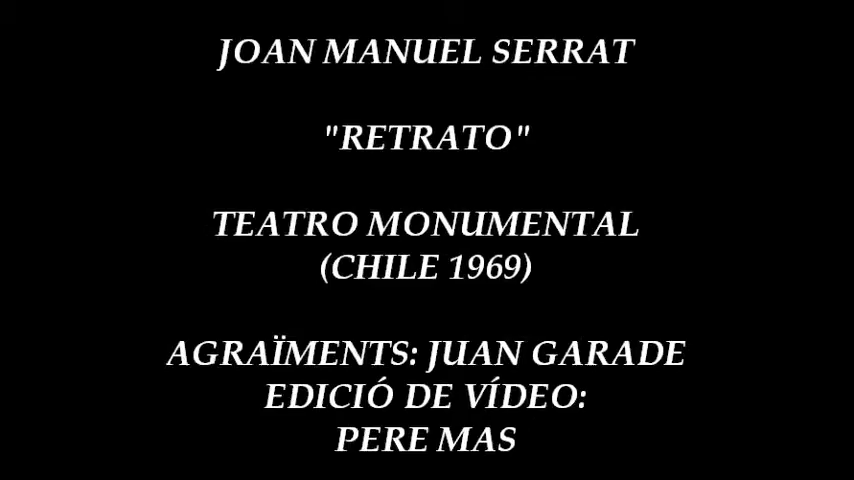 JOAN MANUEL SERRAT
"RETRATO"
TEATRO MONUMENTAL
(CHILE 1969)
AGRAÏMENTS: JUAN GARADE
EDICIÓ DE VÍDEO:
PERE MAS